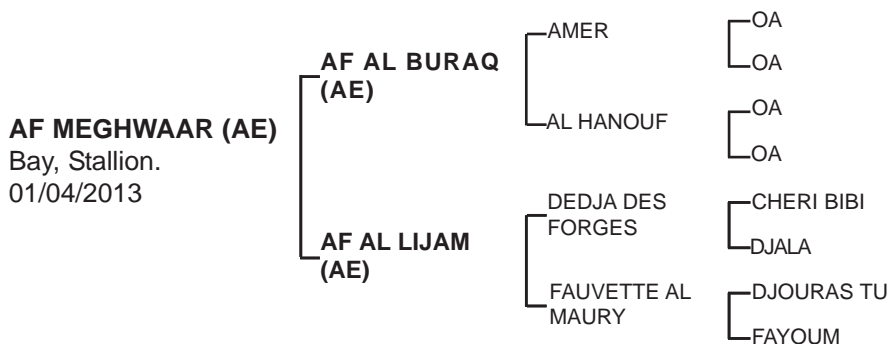 AF MEGHWAAR (AE)
Bay, Stallion.
01/04/2013
AF AL BURAQ
(AE)
AF AL LIJAM
(AE)
AMER
AL HANOUF
DEDJA DES
FORGES
FAUVETTE AL
MAURY
OA
OA
OA
OA
CHERI BIBI
DJALA
DJOURAS TU
FAYOUM